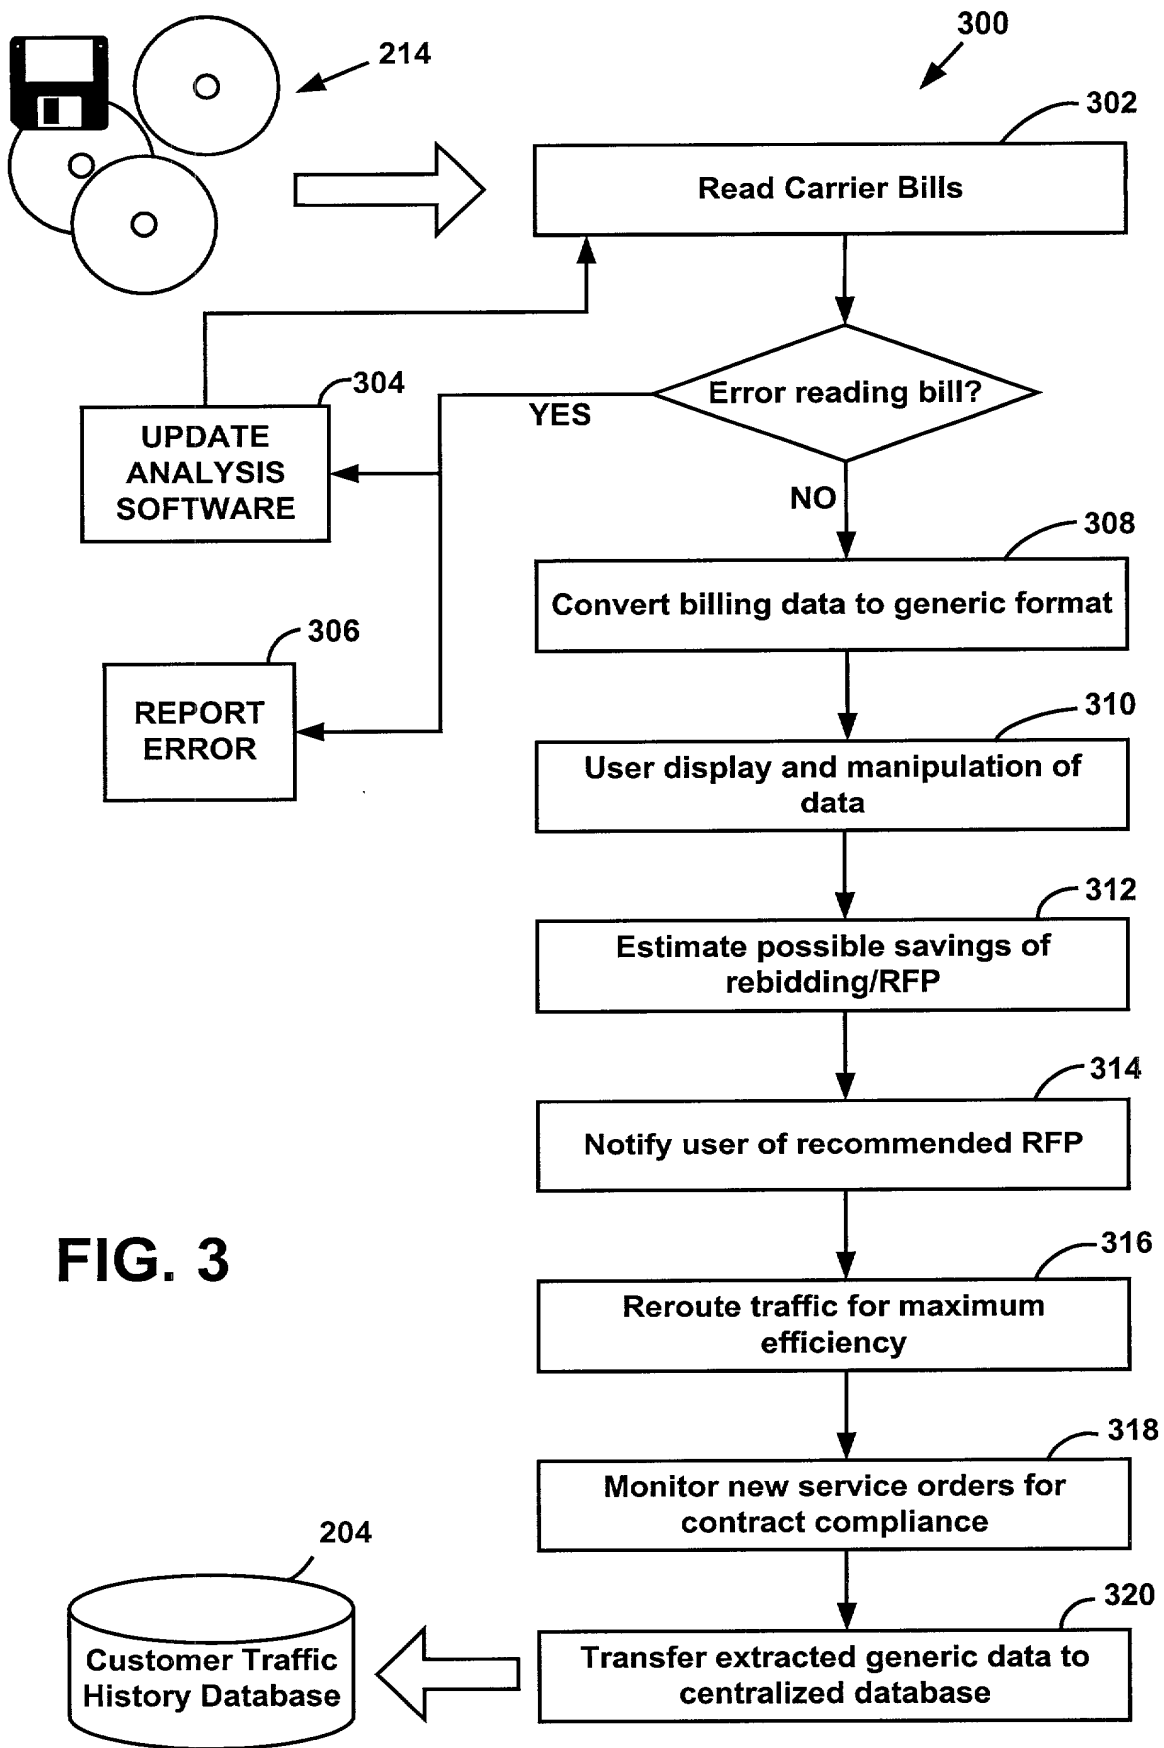 300
214
302
Read Carrier Bills
304
Error reading bill?
YES
UPDATE
ANALYSIS
SOFTWARE
NO
308
Convert billing data to generic format
306
REPORT
ERROR
310
User display and manipulation of
data
312
Estimate possible savings of
rebidding/RFP
314
Notify user of recommended RFP
FIG. 3
316
Reroute traffic for maximum
efficiency
318
Monitor new service orders for
contract compliance
204
320
Customer Traffic
History Database
Transfer extracted generic data to
centralized database